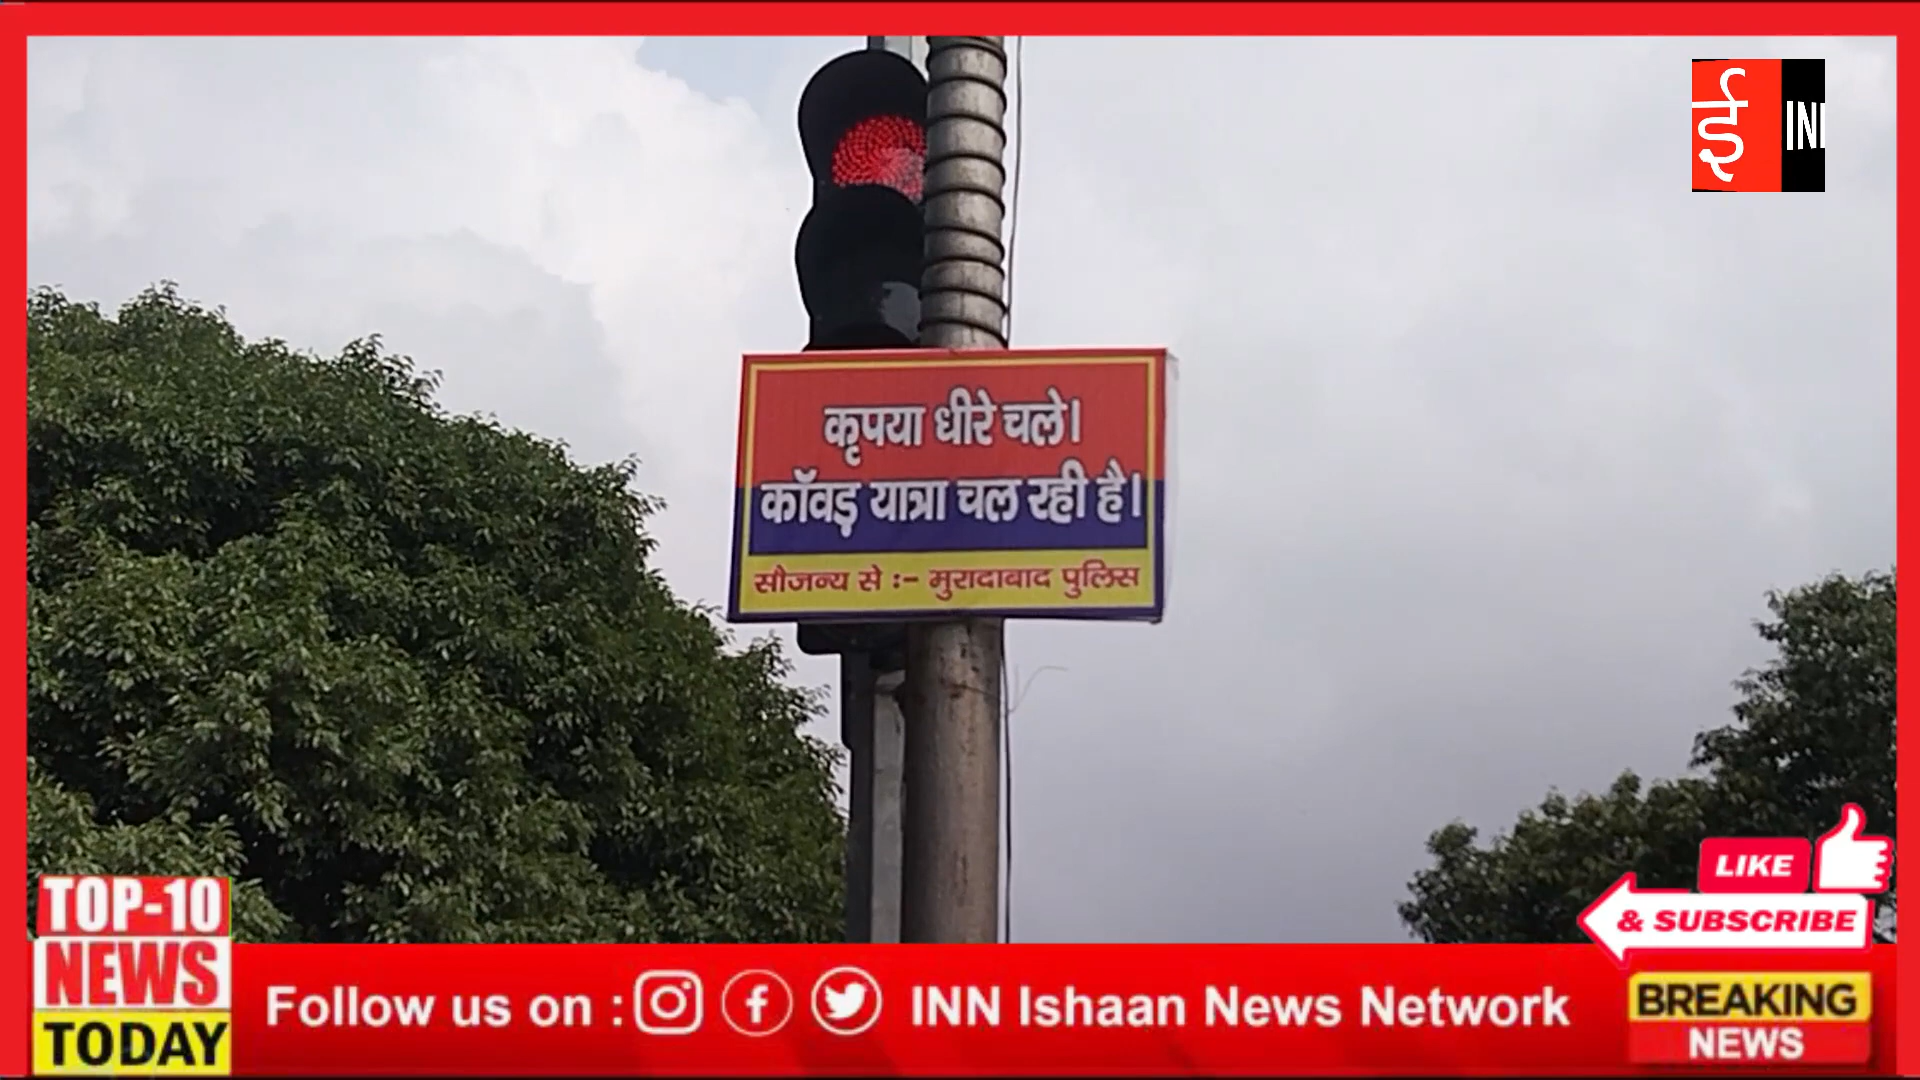 ई
IN
कृपया धीरे चले।
कॉवड़ यात्रा चल रही है।
सौजन्य से :- मुरादाबाद पुलिस
LIKE
& SUBSCRIBE
TOP-10
NEWS
TODAY
Follow us on :
INN Ishaan News Network
BREAKING
NEWS